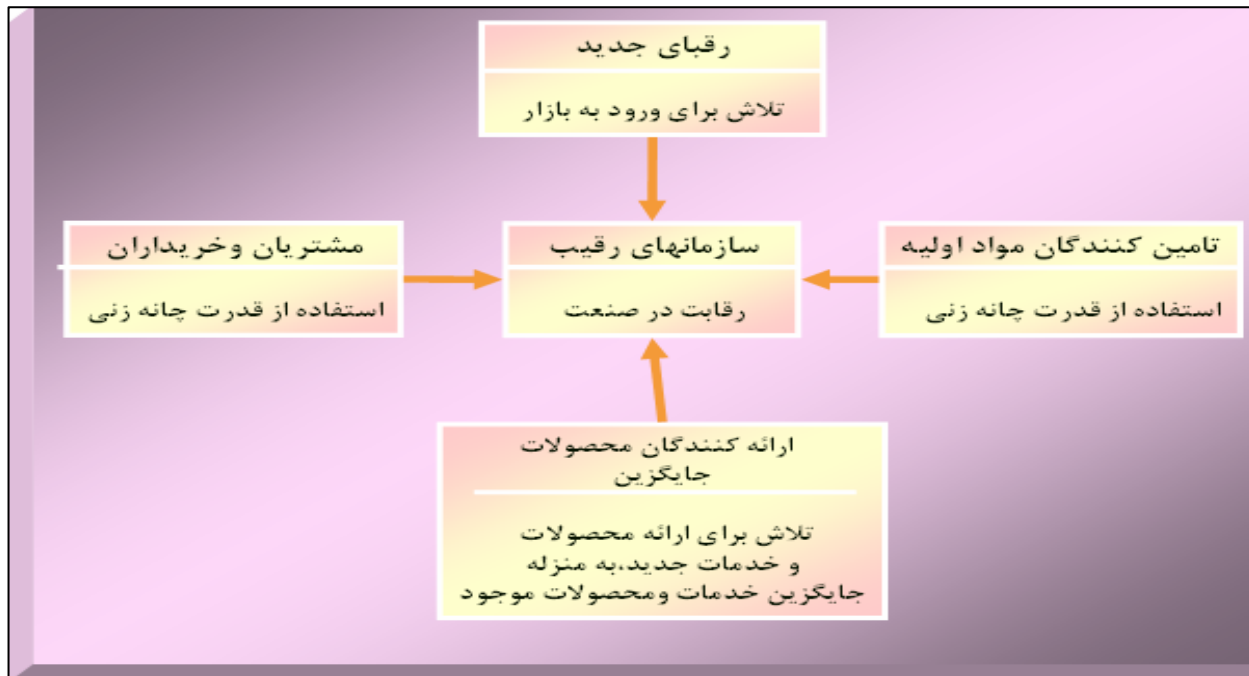 رقبای جدید
تلاش برای ورود به بازار
تامین کنندگان مواد اولیه
استفاده از قدرت چانه زنی
سازمانهای رقیب
رقابت در صنعت
مشتریان وخریداران
استفاده از قدرت چانه زنی
ارائه کنندگان محصولات
جایگزین
تلاش برای ارائه محصولات
و خدمات جدید،به منزله
جایگزین خدمات ومحصولات موجود